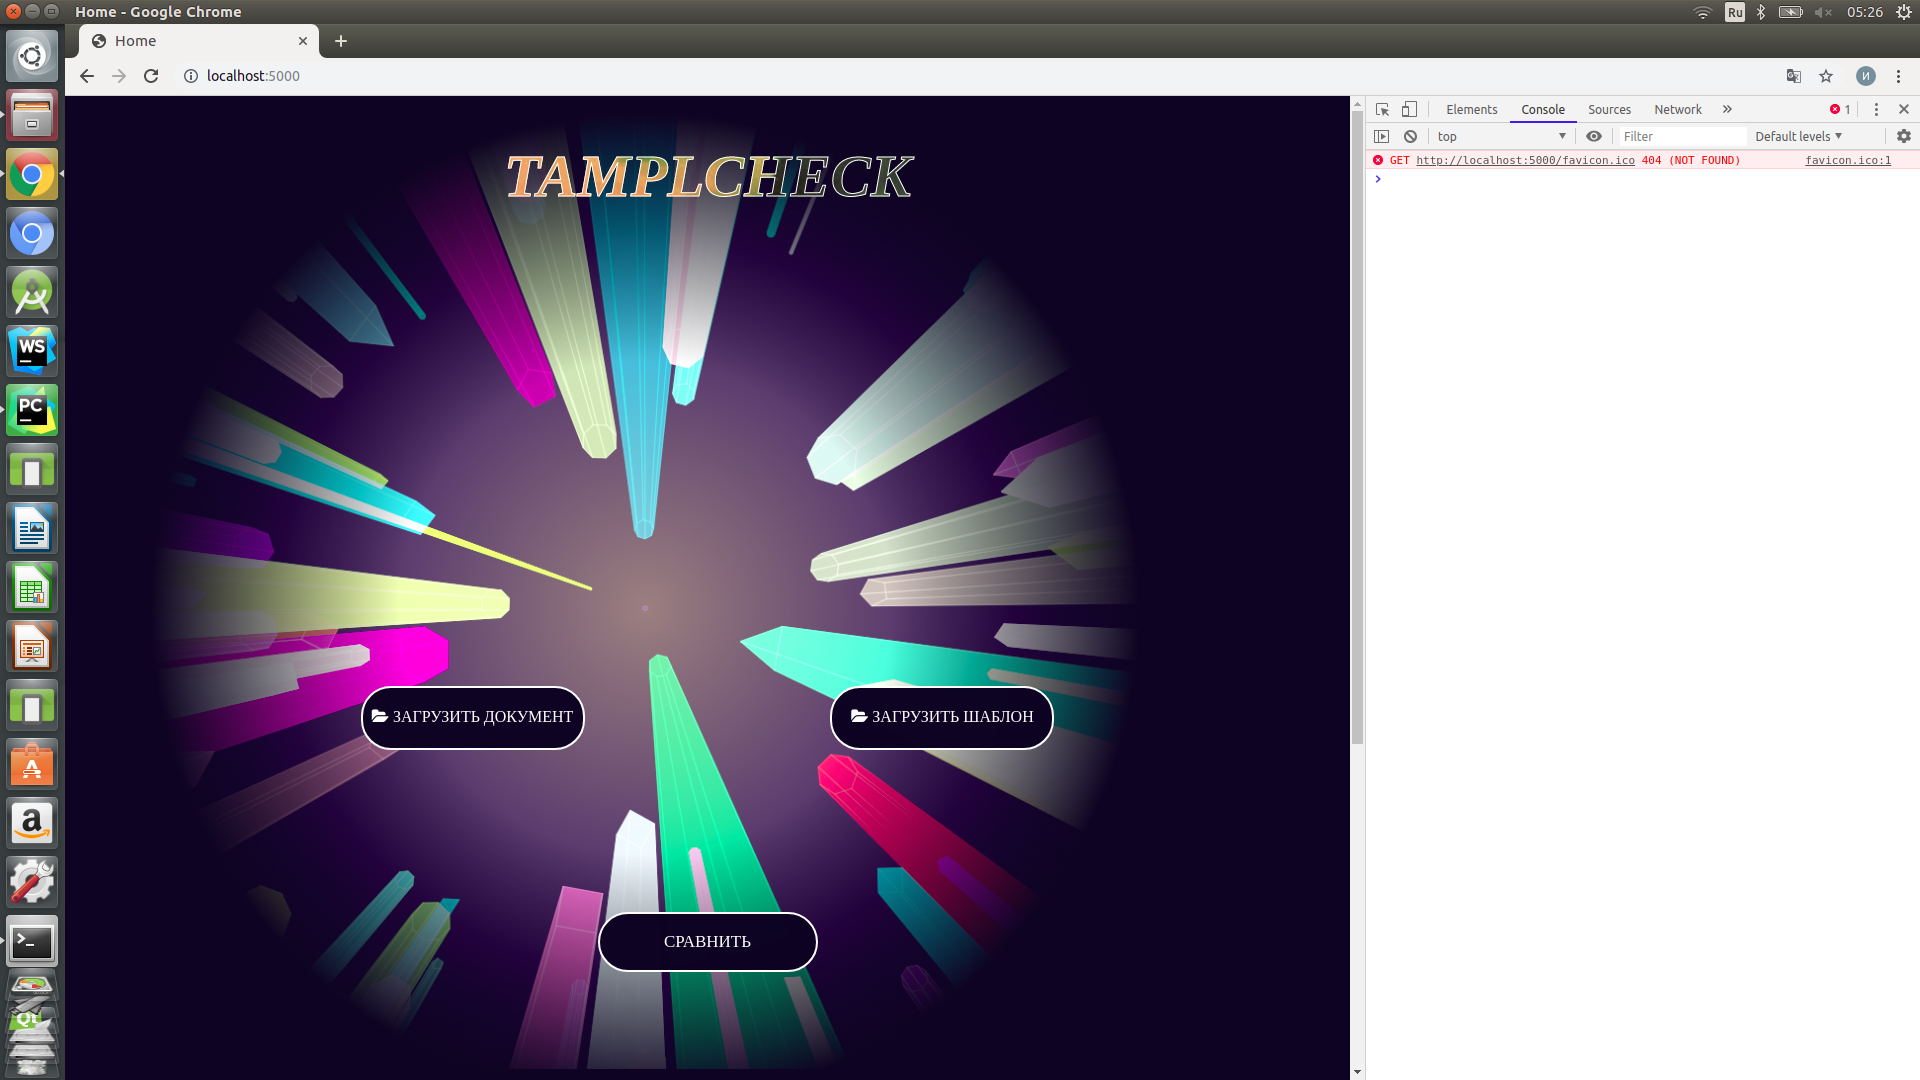 Home - Google Chrome
Ru
05:26
Home
localhost:5000
И
Elements
Console
Sources
Network
1
top
Filter
Default levels
GET http://localhost:5000/favicon.ico 404 (NOT FOUND)
favicon.ico:1
TAMPLCHECK
ЗАГРУЗИТЬ ДОКУМЕНТ
ЗАГРУЗИТЬ ШАБЛОН
СРАВНИТЬ
WS
PC
A
a
Qt